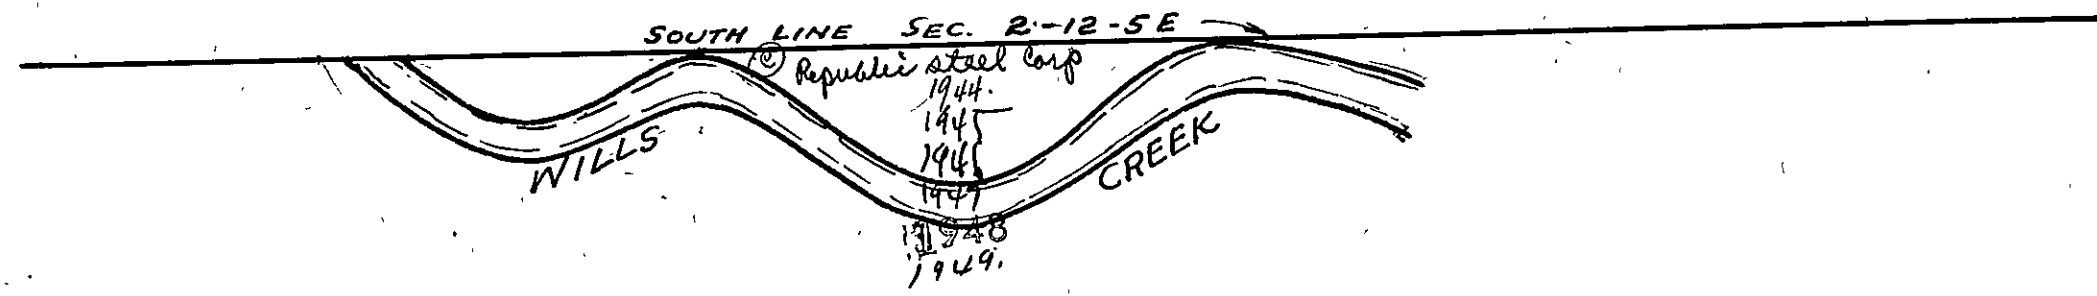 SOUTH LINE SEC. 2-12-5E
© Republic Steel Corp
1944.
1945
1946
1947
1948
1949.
WILLS CREEK